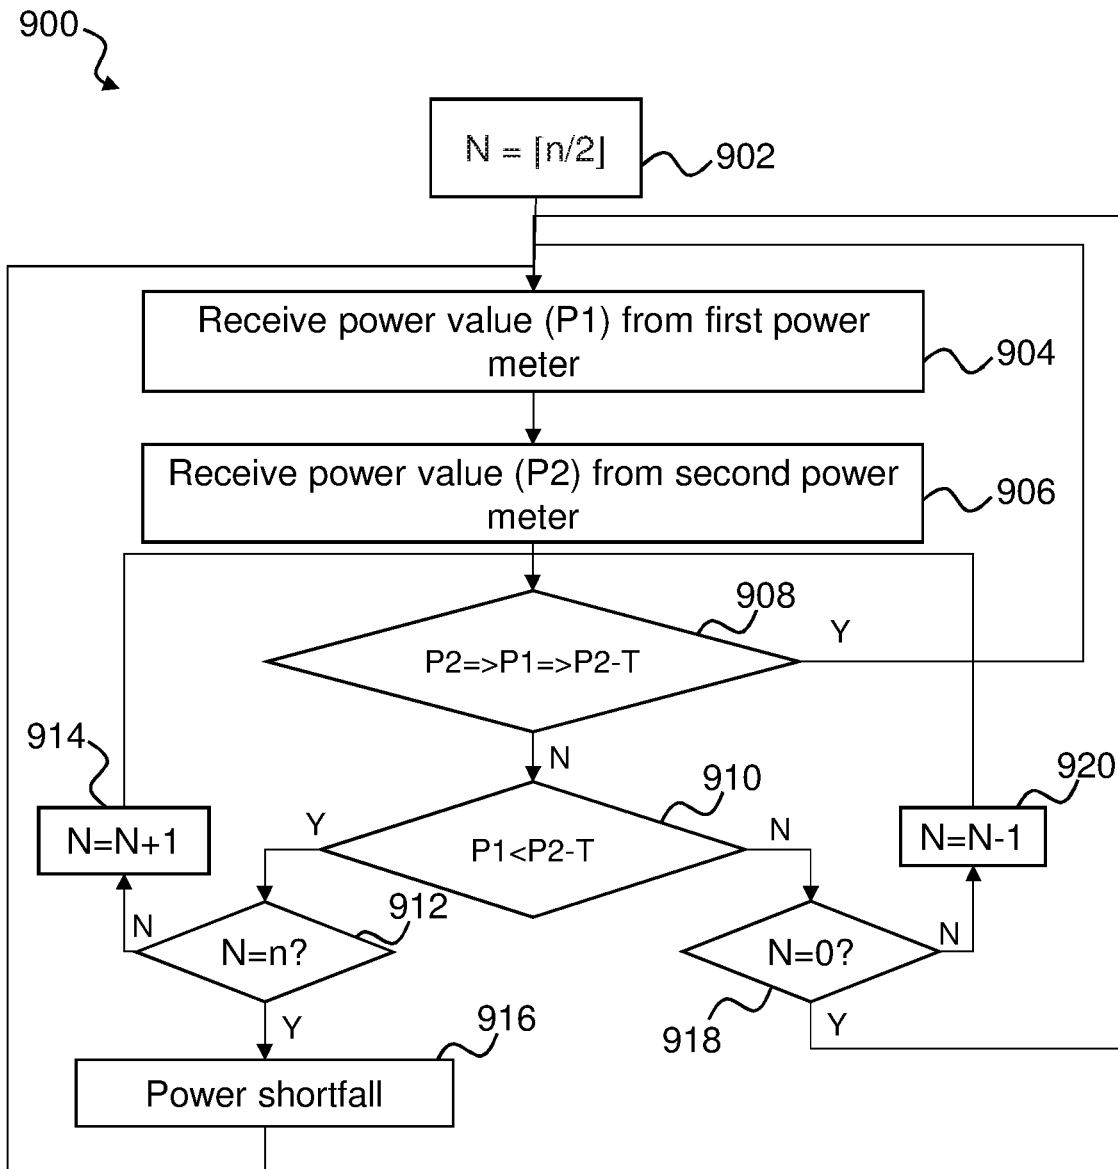 900
N = ⌈n/2⌋
902
Receive power value (P1) from first power
meter
904
Receive power value (P2) from second power
meter
906
908
P2=>P1=>P2-T
Y
N
914
N=N+1
910
P1<P2-T
Y
N
920
N=N-1
912
N=n?
N
Y
N=0?
N
918
Y
916
Power shortfall